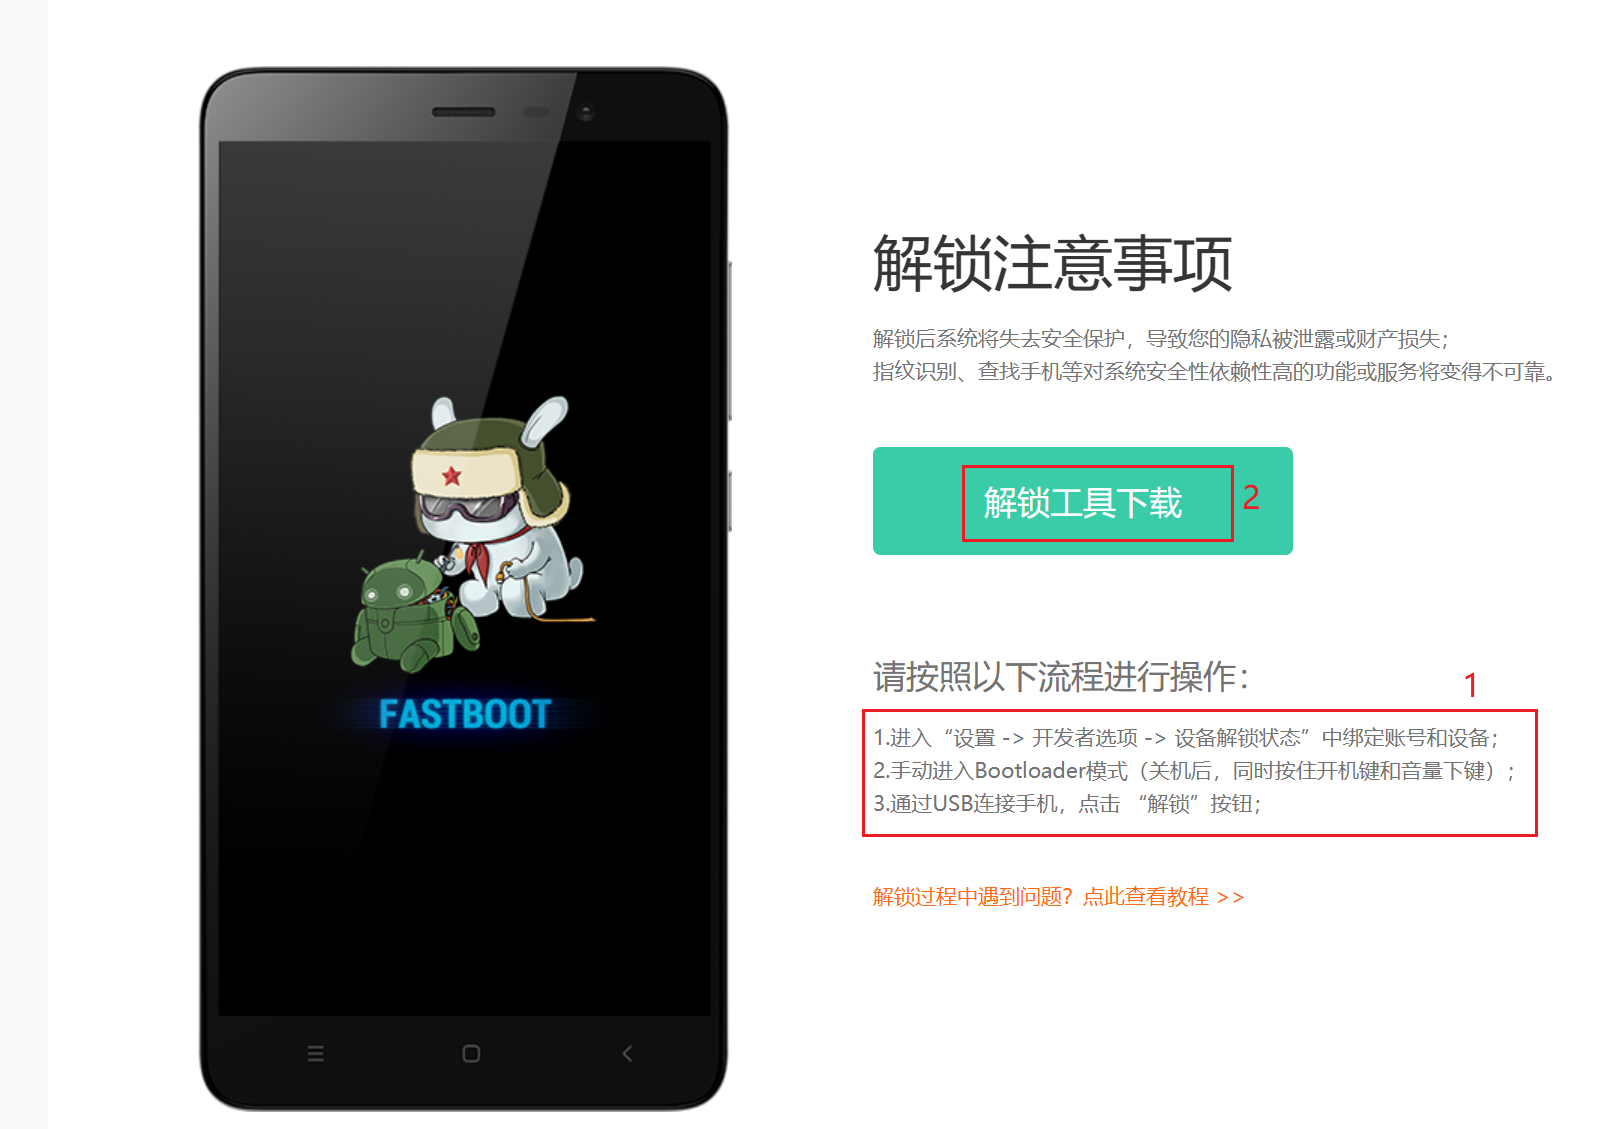 解锁注意事项
解锁后系统将失去安全保护，导致您的隐私被泄露或财产损失；
指纹识别、查找手机等对系统安全性依赖性高的功能或服务将变得不可靠。
解锁工具下载
2
FASTBOOT
请按照以下流程进行操作：
1
1.进入“设置 -> 开发者选项 -> 设备解锁状态”中绑定账号和设备；
2.手动进入Bootloader模式（关机后，同时按住开机键和音量下键）；
3.通过USB连接手机，点击 “解锁”按钮；
解锁过程中遇到问题？点此查看教程 >>